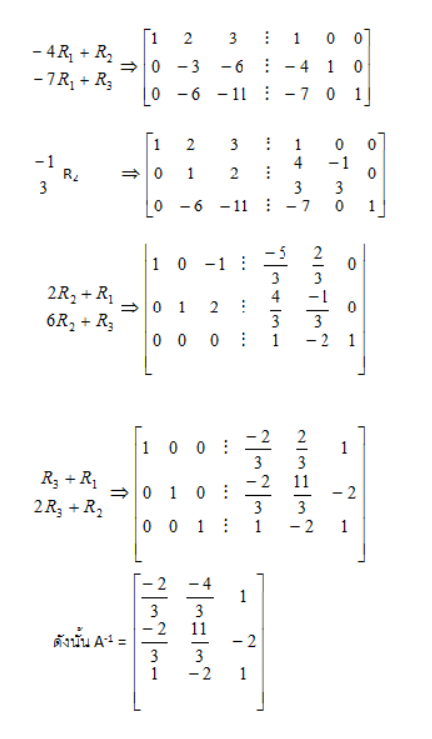 -4R₁ + R₂
-7R₁ + R₃ ⇒
1 2 3 ⋮ 1 0 0
0 -3 -6 ⋮ -4 1 0
0 -6 -11 ⋮ -7 0 1
-1/3 R₂ ⇒
1 2 3 ⋮ 1 0 0
0 1 2 ⋮ 4/3 -1/3 0
0 -6 -11 ⋮ -7 0 1
2R₂ + R₁
6R₂ + R₃ ⇒
1 0 -1 ⋮ -5/3 2/3 0
0 1 2 ⋮ 4/3 -1/3 0
0 0 0 ⋮ 1 -2 1
R₃ + R₁
2R₃ + R₂ ⇒
1 0 0 ⋮ -2/3 2/3 1
0 1 0 ⋮ -2/3 11/3 -2
0 0 1 ⋮ 1 -2 1
ดังนั้น A⁻¹ =
-2/3 -4/3 1
-2/3 11/3 -2
1 -2 1